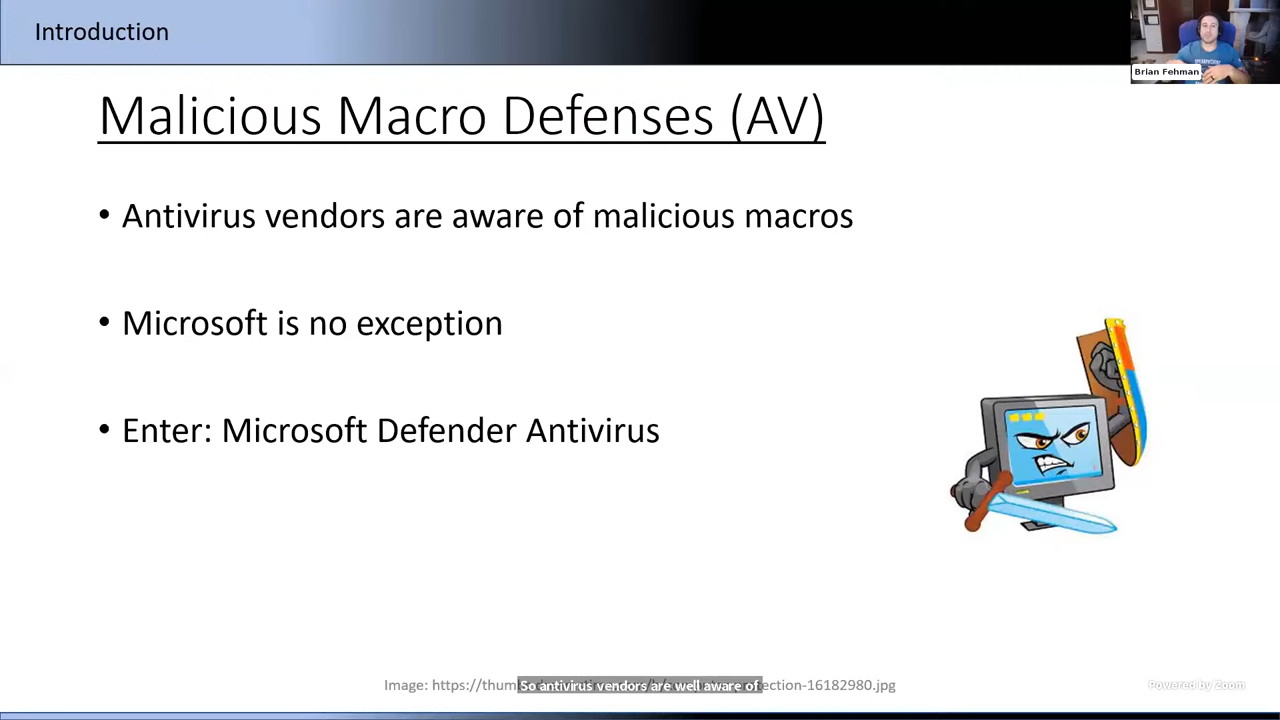 Introduction
Brian Fehrman
Malicious Macro Defenses (AV)
• Antivirus vendors are aware of malicious macros
• Microsoft is no exception
• Enter: Microsoft Defender Antivirus
Image: https://thum
So antivirus vendors are well aware of
ection-16182980.jpg
Powered by Zoom